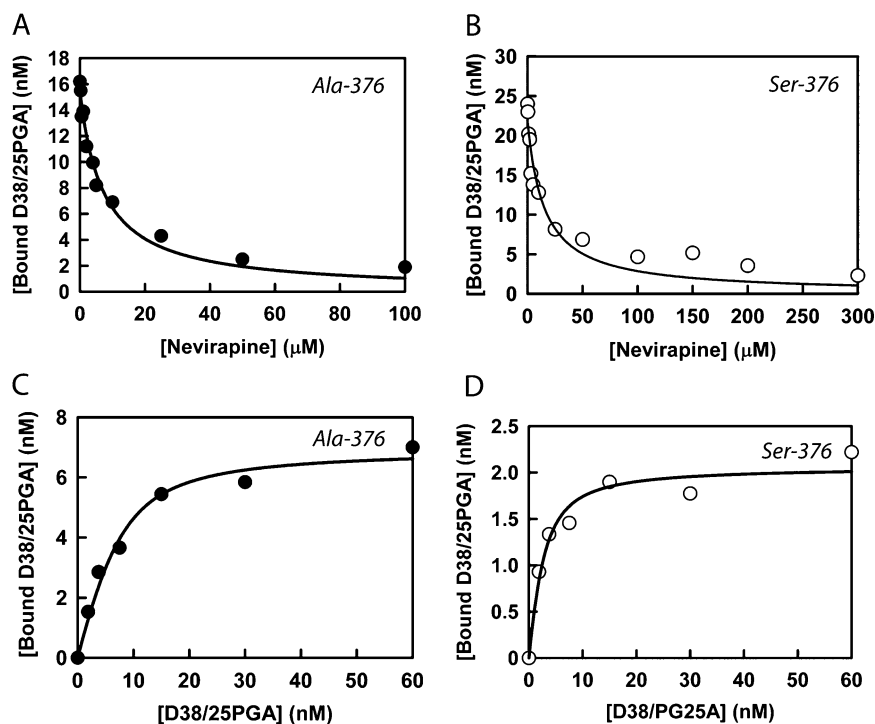 A
B
18
16
14
12
10
8
6
4
2
0
[Bound D38/25PGA] (nM)
Ala-376
0 20 40 60 80 100
[Nevirapine] (μM)
30
25
20
15
10
5
0
[Bound D38/25PGA] (nM)
Ser-376
0 50 100 150 200 250 300
[Nevirapine] (μM)
C
D
8
6
4
2
0
[Bound D38/25PGA] (nM)
Ala-376
0 10 20 30 40 50 60
[D38/25PGA] (nM)
2.5
2.0
1.5
1.0
0.5
0.0
[Bound D38/25PGA] (nM)
Ser-376
0 10 20 30 40 50 60
[D38/PG25A] (nM)